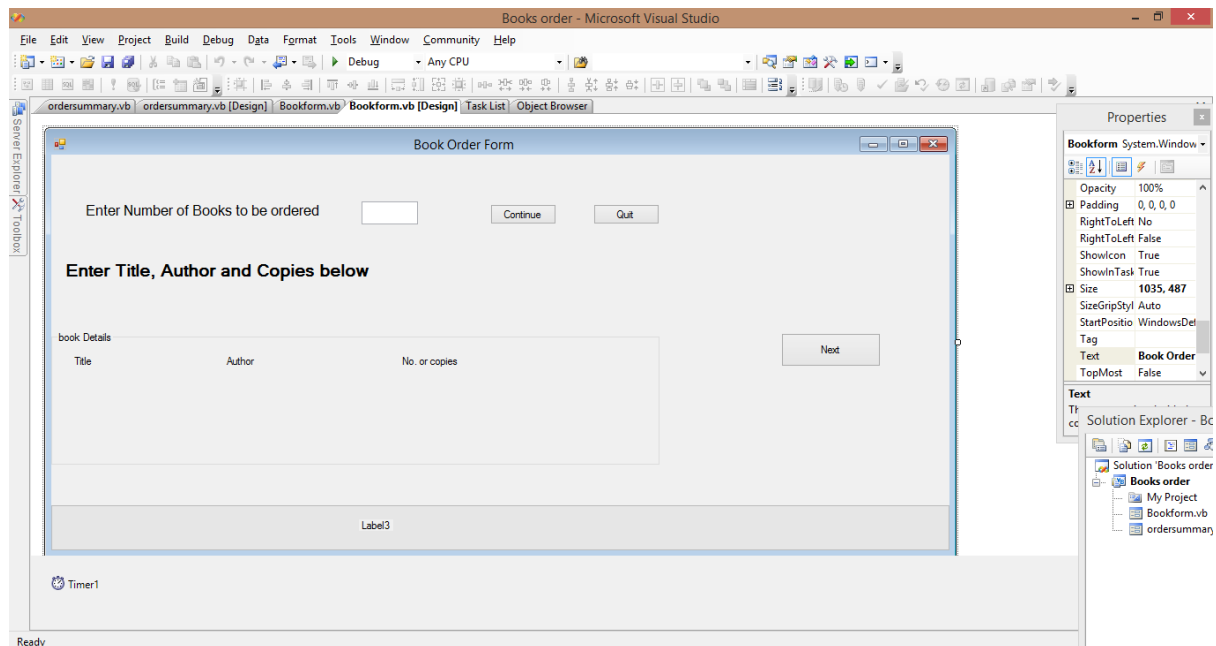 Books order - Microsoft Visual Studio
File Edit View Project Build Debug Data Format Tools Window Community Help
Debug Any CPU
ordersummary.vb ordersummary.vb [Design] Bookform.vb Bookform.vb [Design] Task List Object Browser
Server Explorer
Toolbox
Book Order Form
Enter Number of Books to be ordered Continue Quit
Enter Title, Author and Copies below
book Details
Title Author No. or copies
Next
Label3
Timer1
Ready
Properties
Bookform System.Window
Opacity 100%
Padding 0, 0, 0, 0
RightToLeft No
RightToLeft False
ShowIcon True
ShowInTask True
Size 1035, 487
SizeGripStyl Auto
StartPositio WindowsDef
Tag
Text Book Order
TopMost False
Text
Solution Explorer - Bo
Solution 'Books order
Books order
My Project
Bookform.vb
ordersummary